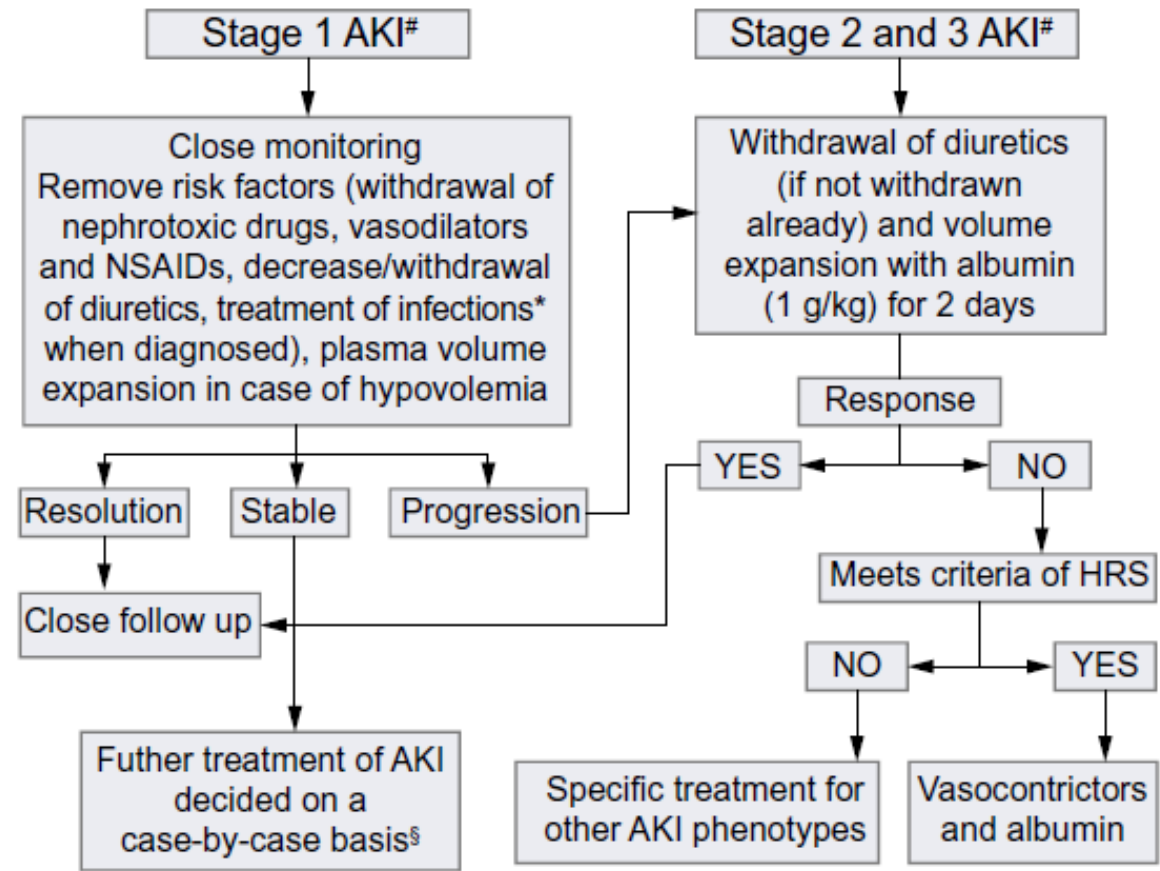 Stage 1 AKI#
Close monitoring
Remove risk factors (withdrawal of
nephrotoxic drugs, vasodilators
and NSAIDs, decrease/withdrawal
of diuretics, treatment of infections*
when diagnosed), plasma volume
expansion in case of hypovolemia
Resolution
Stable
Progression
Close follow up
Futher treatment of AKI
decided on a
case-by-case basis§
Stage 2 and 3 AKI#
Withdrawal of diuretics
(if not withdrawn
already) and volume
expansion with albumin
(1 g/kg) for 2 days
Response
YES
NO
Meets criteria of HRS
NO
YES
Specific treatment for
other AKI phenotypes
Vasocontrictors
and albumin